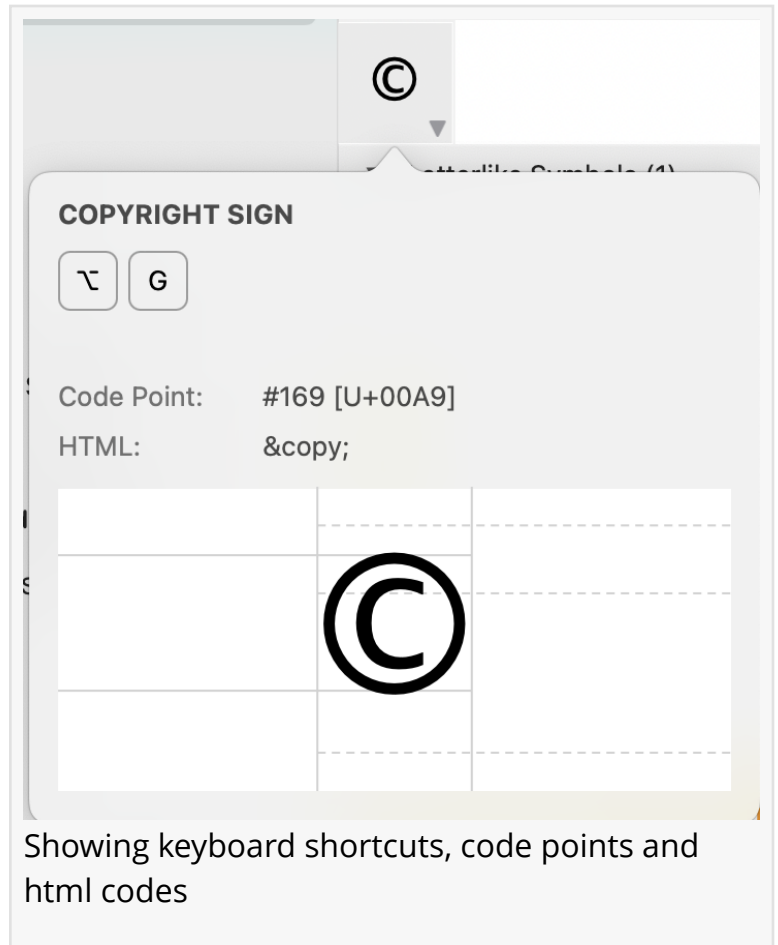 ©
COPYRIGHT SIGN
⌥ G
Code Point: #169 [U+00A9]
HTML: &copy;
©
Showing keyboard shortcuts, code points and
html codes